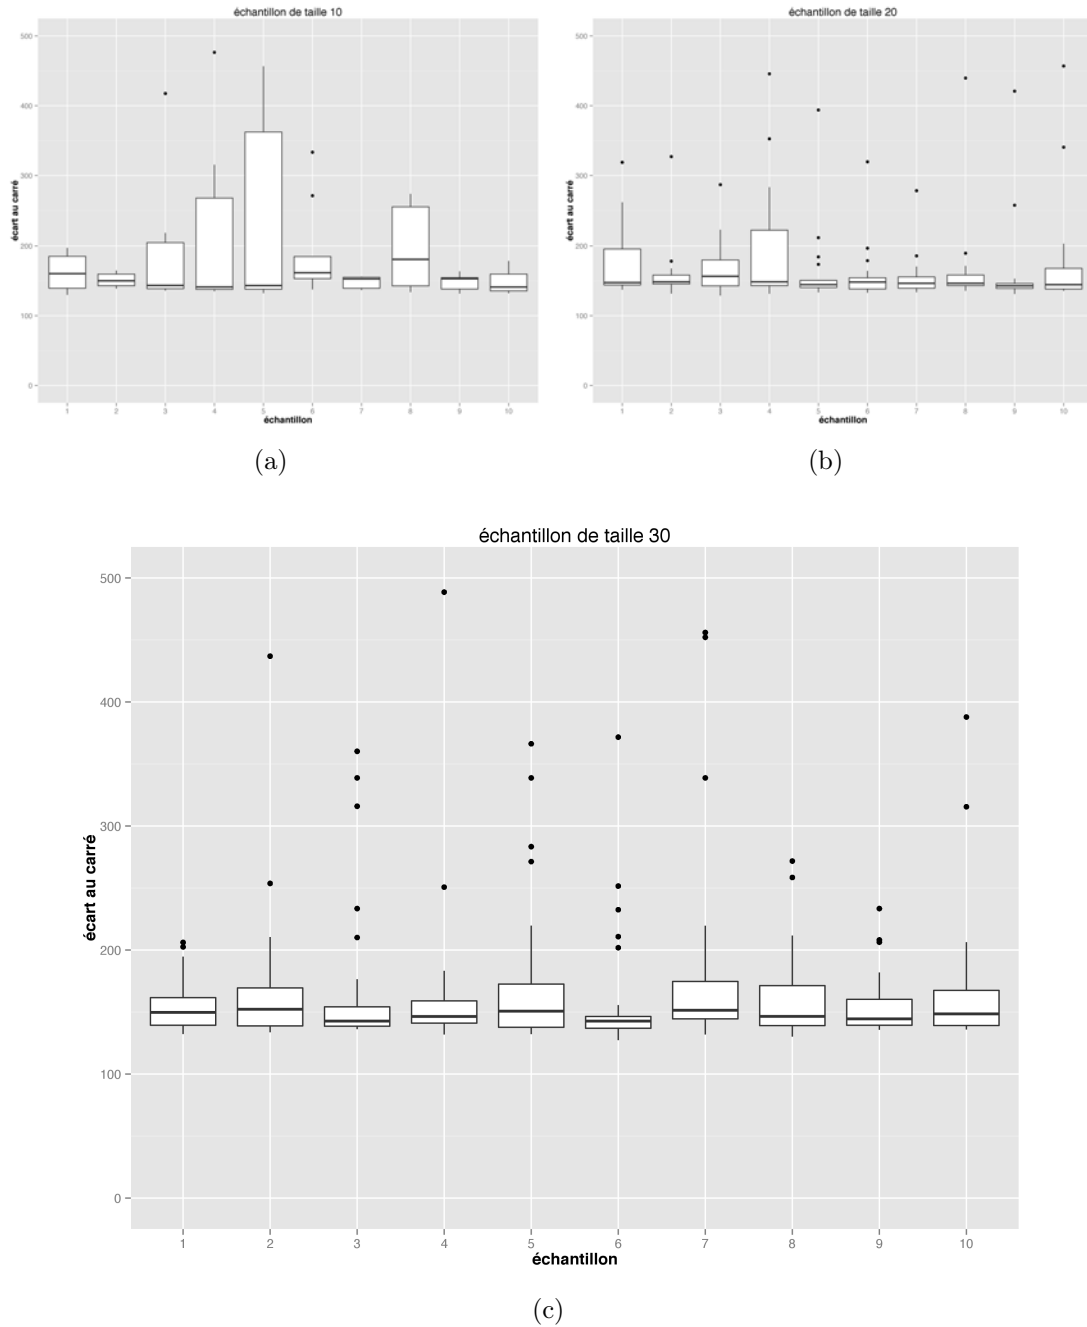 échantillon de taille 10
500
400
300
200
100
0
écart au carré
1 2 3 4 5 6 7 8 9 10
échantillon
(a)
échantillon de taille 20
500
400
300
200
100
0
écart au carré
1 2 3 4 5 6 7 8 9 10
échantillon
(b)
échantillon de taille 30
500
400
300
200
100
0
écart au carré
1 2 3 4 5 6 7 8 9 10
échantillon
(c)